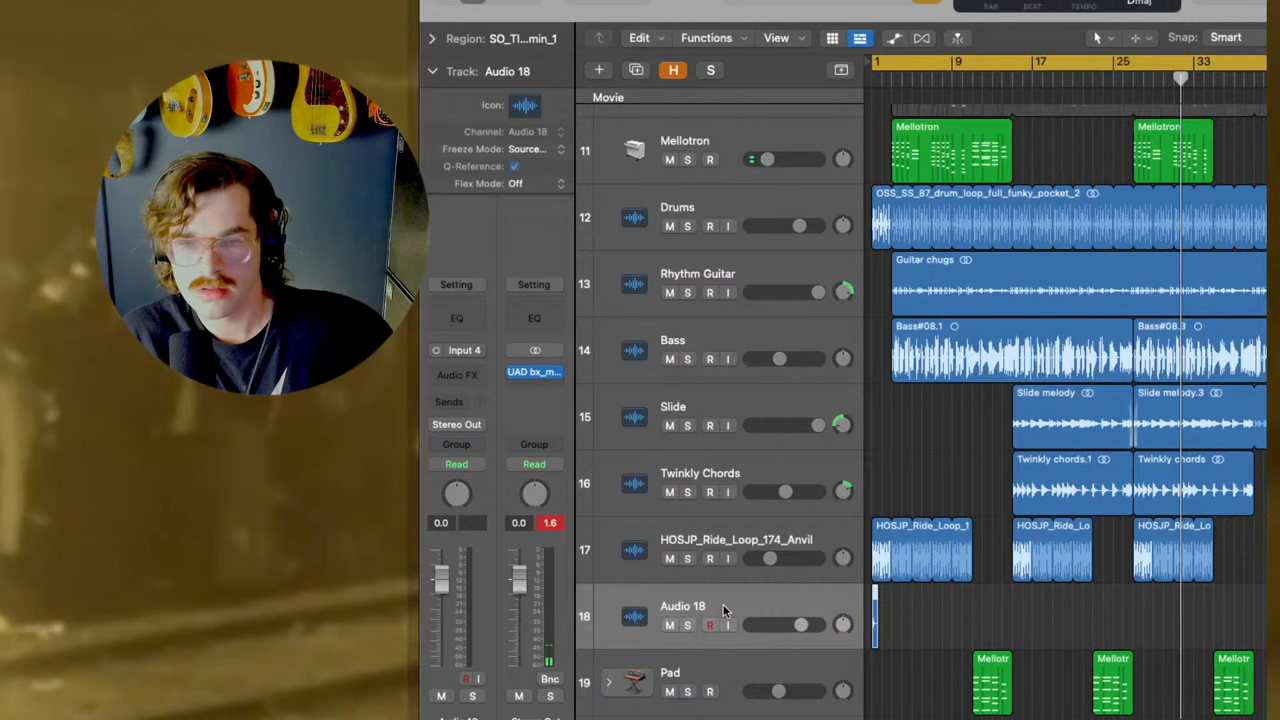 BAR BEAT TEMPO Dmaj
Region: SO_TI...min_1
Edit Functions View Snap: Smart
Track: Audio 18
H S
1 9 17 25 33
Movie
Icon:
Channel: Audio 18
Freeze Mode: Source...
Q-Reference:
Flex Mode: Off
11 Mellotron
M S R
Mellotron Mellotron
12 Drums
M S R I
OSS_SS_87_drum_loop_full_funky_pocket_2
13 Rhythm Guitar
M S R I
Guitar chugs
Setting Setting
EQ EQ
Input 4
Audio FX UAD bx_m...
Sends
Stereo Out
Group Group
Read Read
0.0 0.0 1.6
14 Bass
M S R I
Bass#08.1 Bass#08.3
15 Slide
M S R I
Slide melody Slide melody.3
16 Twinkly Chords
M S R I
Twinkly chords.1 Twinkly chords
17 HOSJP_Ride_Loop_174_Anvil
M S R I
HOSJP_Ride_Loop_1 HOSJP_Ride_Lo HOSJP_Ride_Lo
18 Audio 18
M S R I
19 Pad
M S R
Mellotr Mellotr Mellotr
R I Bnc
M S M S